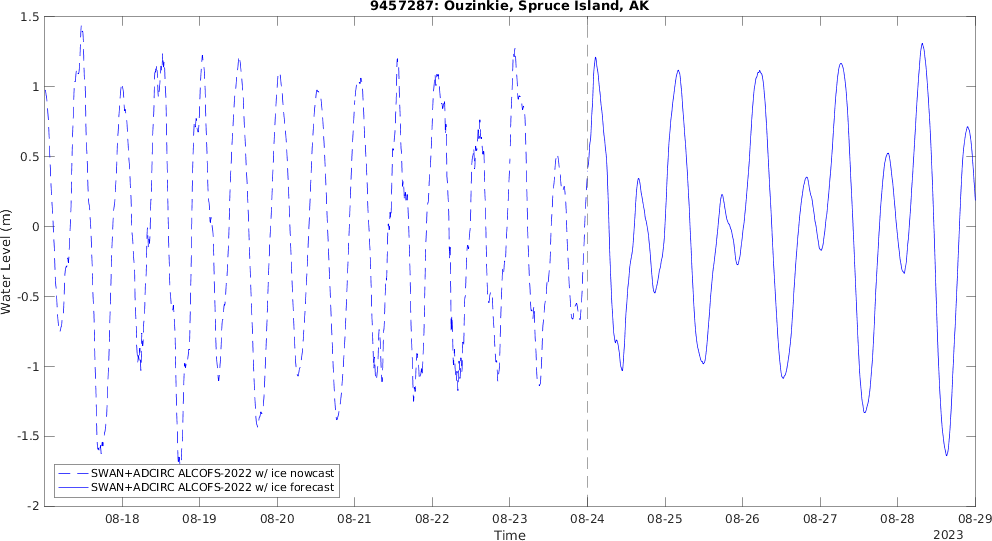 9457287: Ouzinkie, Spruce Island, AK
1.5
1
0.5
0
-0.5
-1
-1.5
-2
Water Level (m)
SWAN+ADCIRC ALCOFS-2022 w/ ice nowcast
SWAN+ADCIRC ALCOFS-2022 w/ ice forecast
08-18 08-19 08-20 08-21 08-22 08-23 08-24 08-25 08-26 08-27 08-28 08-29
Time
2023